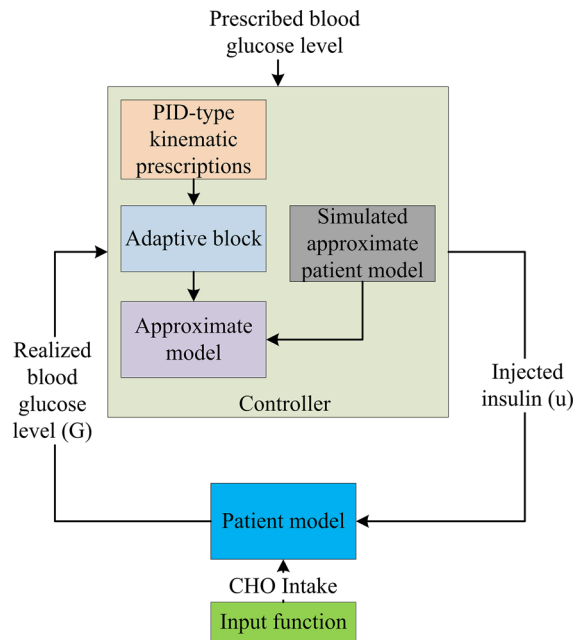 Prescribed blood
glucose level
PID-type
kinematic
prescriptions
Adaptive block
Simulated
approximate
patient model
Approximate
model
Controller
Realized
blood
glucose
level (G)
Injected
insulin (u)
Patient model
CHO Intake
Input function